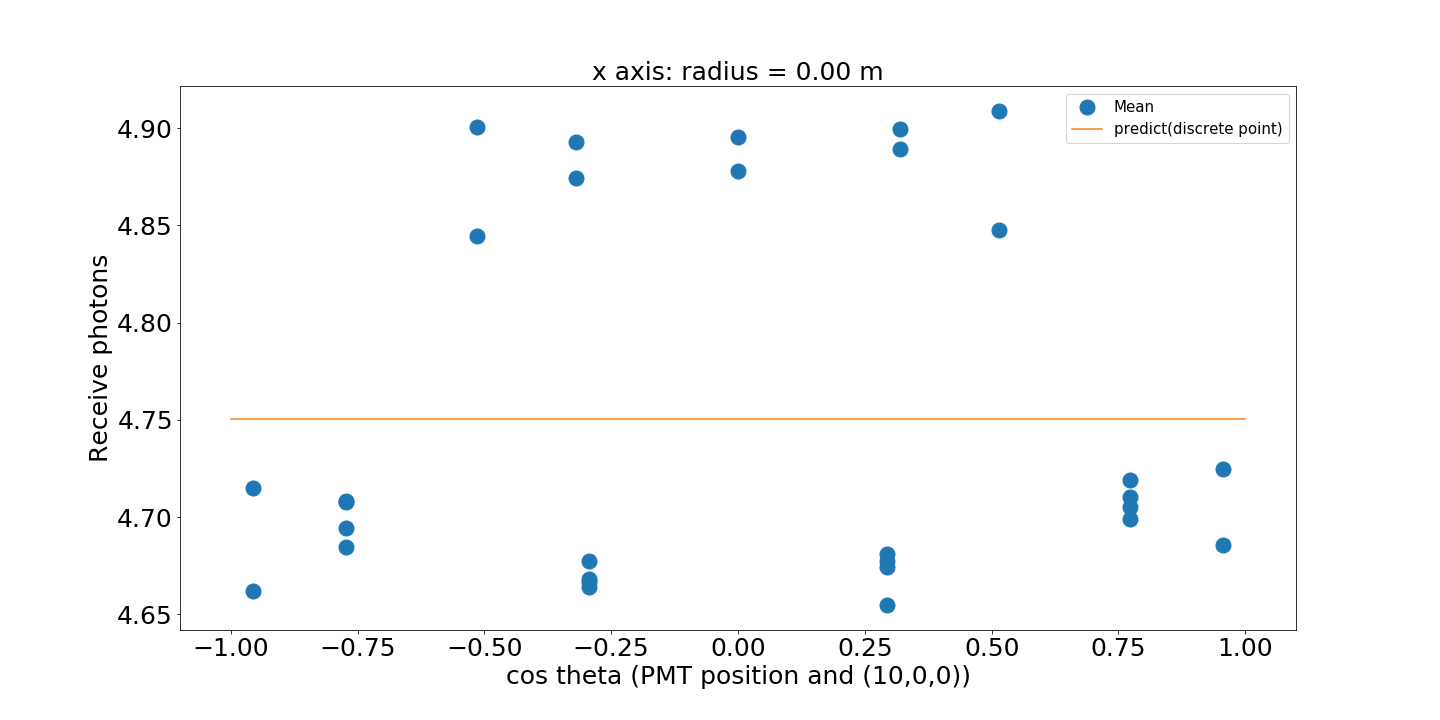 x axis: radius = 0.00 m
Mean
predict(discrete point)
4.90
4.85
4.80
4.75
4.70
4.65
Receive photons
−1.00 −0.75 −0.50 −0.25 0.00 0.25 0.50 0.75 1.00
cos theta (PMT position and (10,0,0))